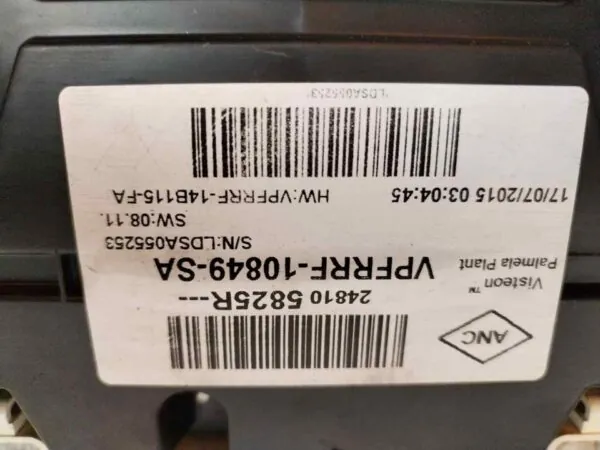 ANC
24810 5825R---
Visteon™
Palmela Plant
VPFRRF-10849-SA
S/N:LDSA055253
SW:08.11.
17/07/2015 03:04:45
HW:VPFRRF-14B115-FA
'LDSA055253'